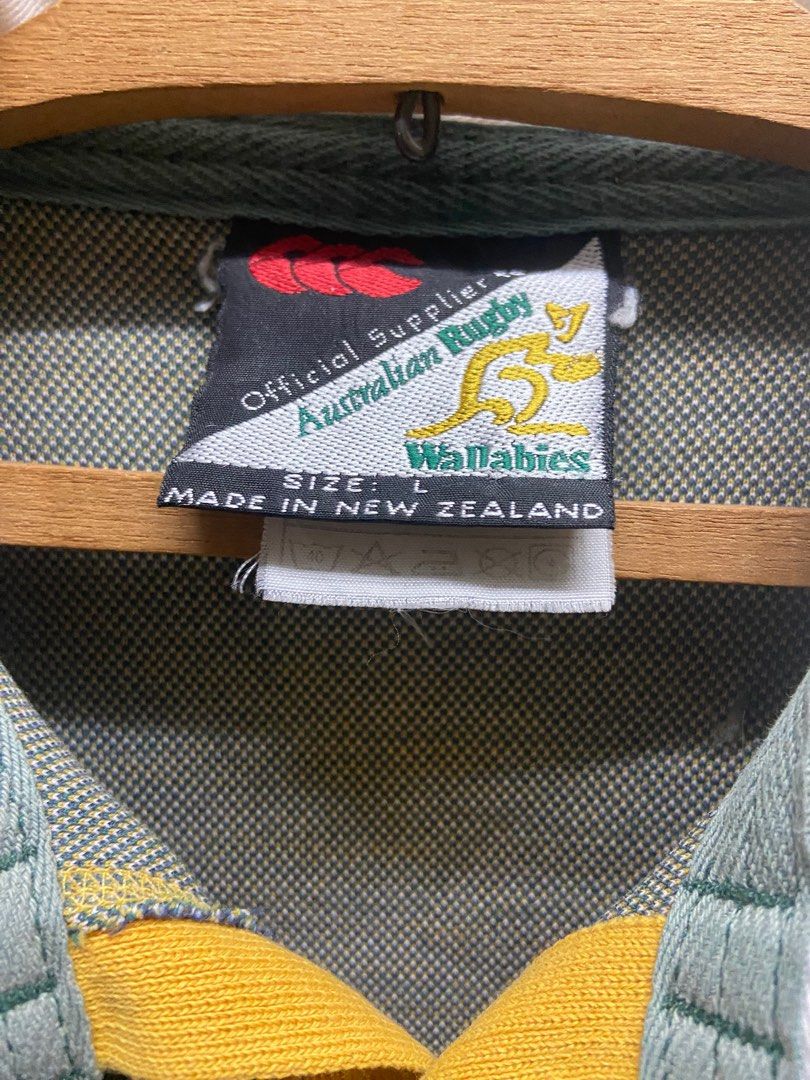 Official Supplier to
Australian Rugby
Wallabies
SIZE: L
MADE IN NEW ZEALAND